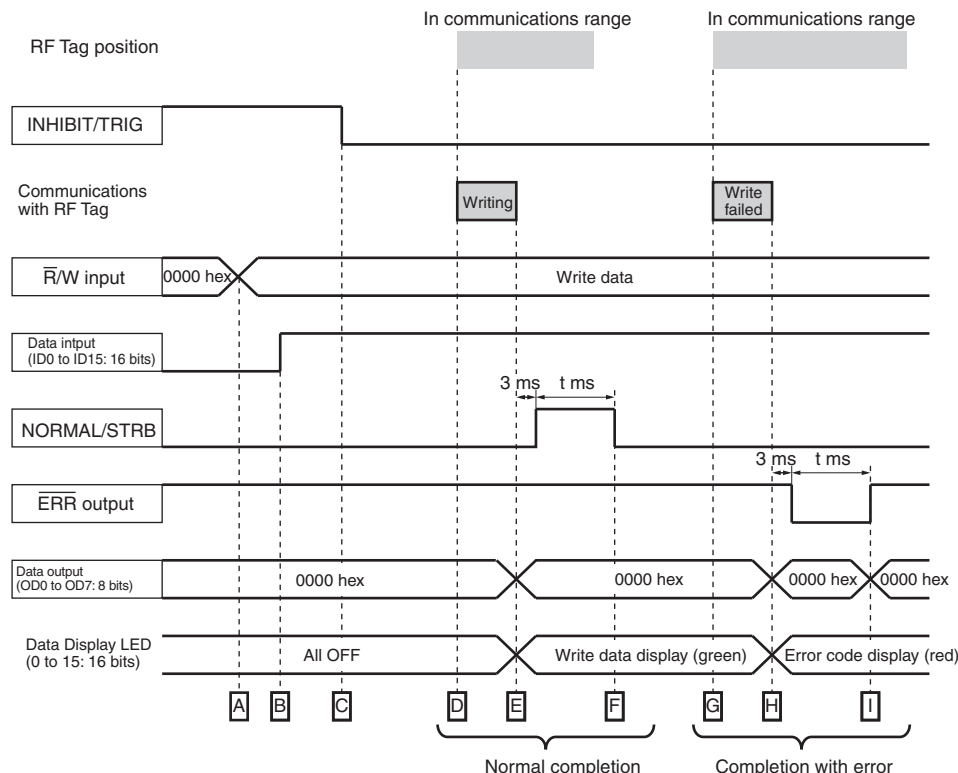 In communications range
In communications range
RF Tag position
INHIBIT/TRIG
Communications
with RF Tag
Writing
Write
failed
R̅/W input
0000 hex
Write data
Data intput
(ID0 to ID15: 16 bits)
3 ms
t ms
NORMAL/STRB
3 ms
t ms
E̅R̅R̅ output
Data output
(OD0 to OD7: 8 bits)
0000 hex
0000 hex
0000 hex
0000 hex
Data Display LED
(0 to 15: 16 bits)
All OFF
Write data display (green)
Error code display (red)
A
B
C
D
E
F
G
H
I
Normal completion
Completion with error